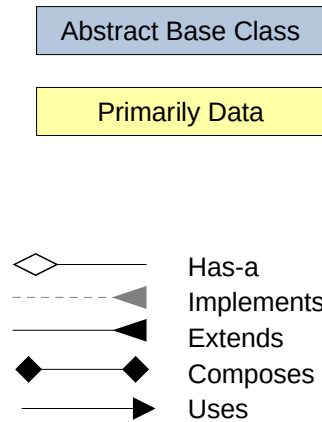 Abstract Base Class
Primarily Data
Has-a
Implements
Extends
Composes
Uses